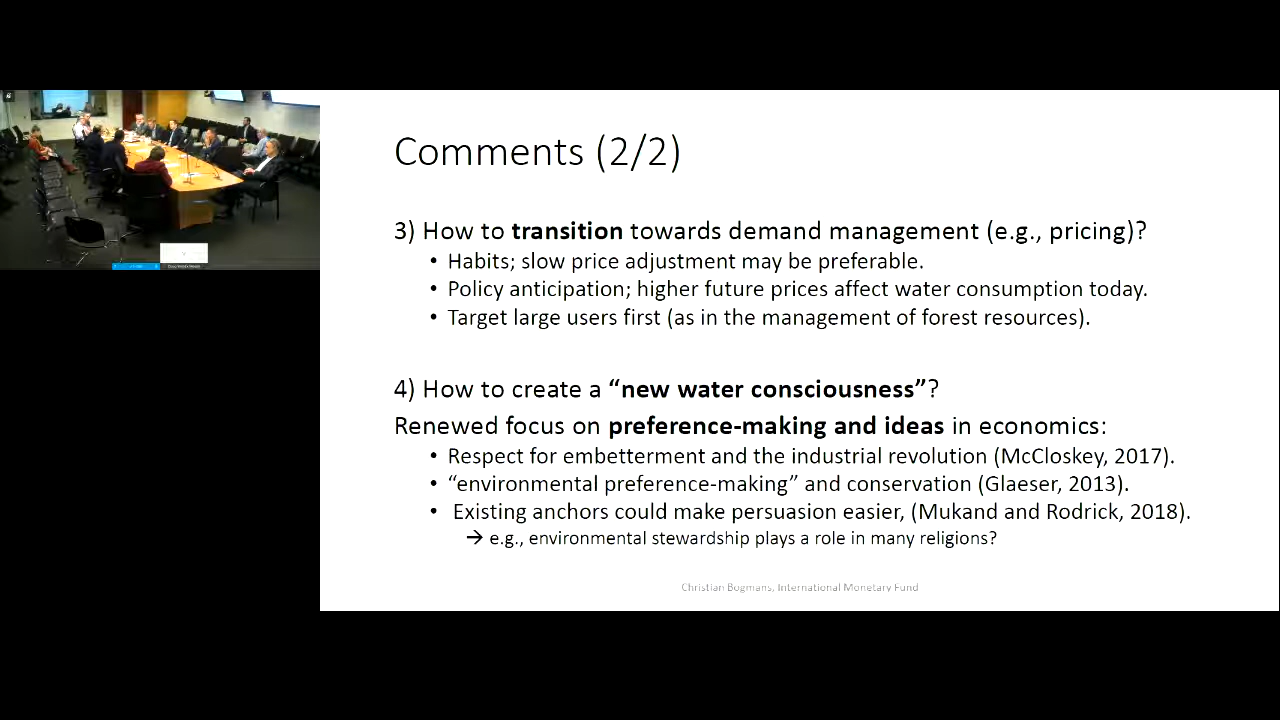 Comments (2/2)
3) How to transition towards demand management (e.g., pricing)?
• Habits; slow price adjustment may be preferable.
• Policy anticipation; higher future prices affect water consumption today.
• Target large users first (as in the management of forest resources).
4) How to create a “new water consciousness”?
Renewed focus on preference-making and ideas in economics:
• Respect for embetterment and the industrial revolution (McCloskey, 2017).
• “environmental preference-making” and conservation (Glaeser, 2013).
• Existing anchors could make persuasion easier, (Mukand and Rodrick, 2018).
→ e.g., environmental stewardship plays a role in many religions?
Christian Bogmans, International Monetary Fund